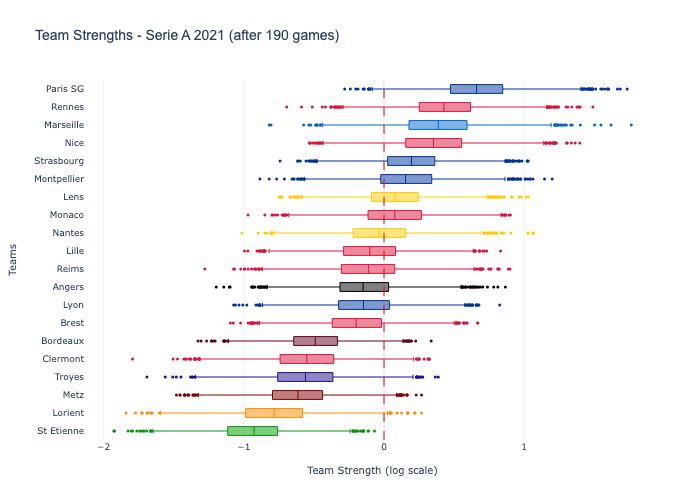 Team Strengths - Serie A 2021 (after 190 games)
Paris SG
Rennes
Marseille
Nice
Strasbourg
Montpellier
Lens
Monaco
Nantes
Lille
Reims
Angers
Lyon
Brest
Bordeaux
Clermont
Troyes
Metz
Lorient
St Etienne
Teams
−2 −1 0 1
Team Strength (log scale)